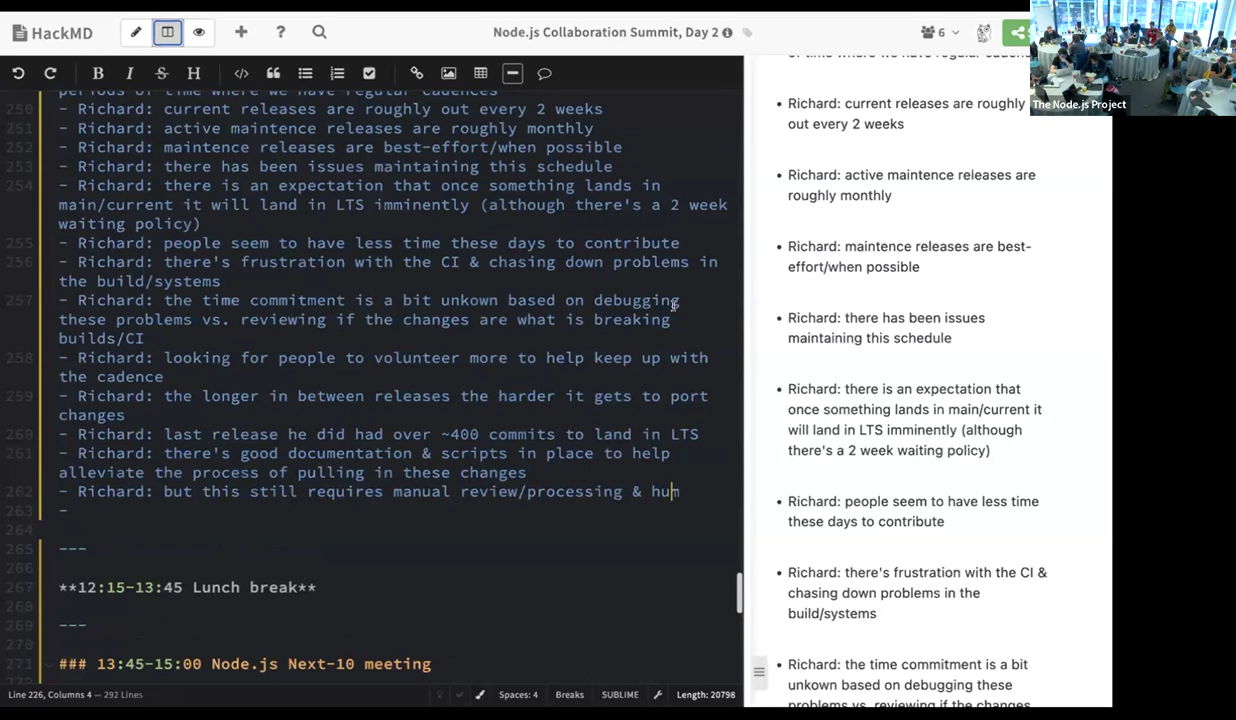 HackMD
Node.js Collaboration Summit, Day 2
6
The Node.js Project
periods of time where we have regular cadences
250 - Richard: current releases are roughly out every 2 weeks
251 - Richard: active maintence releases are roughly monthly
252 - Richard: maintence releases are best-effort/when possible
253 - Richard: there has been issues maintaining this schedule
254 - Richard: there is an expectation that once something lands in
main/current it will land in LTS imminently (although there's a 2 week
waiting policy)
255 - Richard: people seem to have less time these days to contribute
256 - Richard: there's frustration with the CI & chasing down problems in
the build/systems
257 - Richard: the time commitment is a bit unkown based on debugging
these problems vs. reviewing if the changes are what is breaking
builds/CI
258 - Richard: looking for people to volunteer more to help keep up with
the cadence
259 - Richard: the longer in between releases the harder it gets to port
changes
260 - Richard: last release he did had over ~400 commits to land in LTS
261 - Richard: there's good documentation & scripts in place to help
alleviate the process of pulling in these changes
262 - Richard: but this still requires manual review/processing & hum
263 -
264
265 ---
266
267 **12:15-13:45 Lunch break**
268
269 ---
270
271 ### 13:45-15:00 Node.js Next-10 meeting
Line 226, Columns 4 — 292 Lines
Spaces: 4
Breaks
SUBLIME
Length: 20798
• Richard: current releases are roughly
out every 2 weeks
• Richard: active maintence releases are
roughly monthly
• Richard: maintence releases are best-
effort/when possible
• Richard: there has been issues
maintaining this schedule
• Richard: there is an expectation that
once something lands in main/current it
will land in LTS imminently (although
there's a 2 week waiting policy)
• Richard: people seem to have less time
these days to contribute
• Richard: there's frustration with the CI &
chasing down problems in the
build/systems
• Richard: the time commitment is a bit
unkown based on debugging these
problems vs. reviewing if the changes